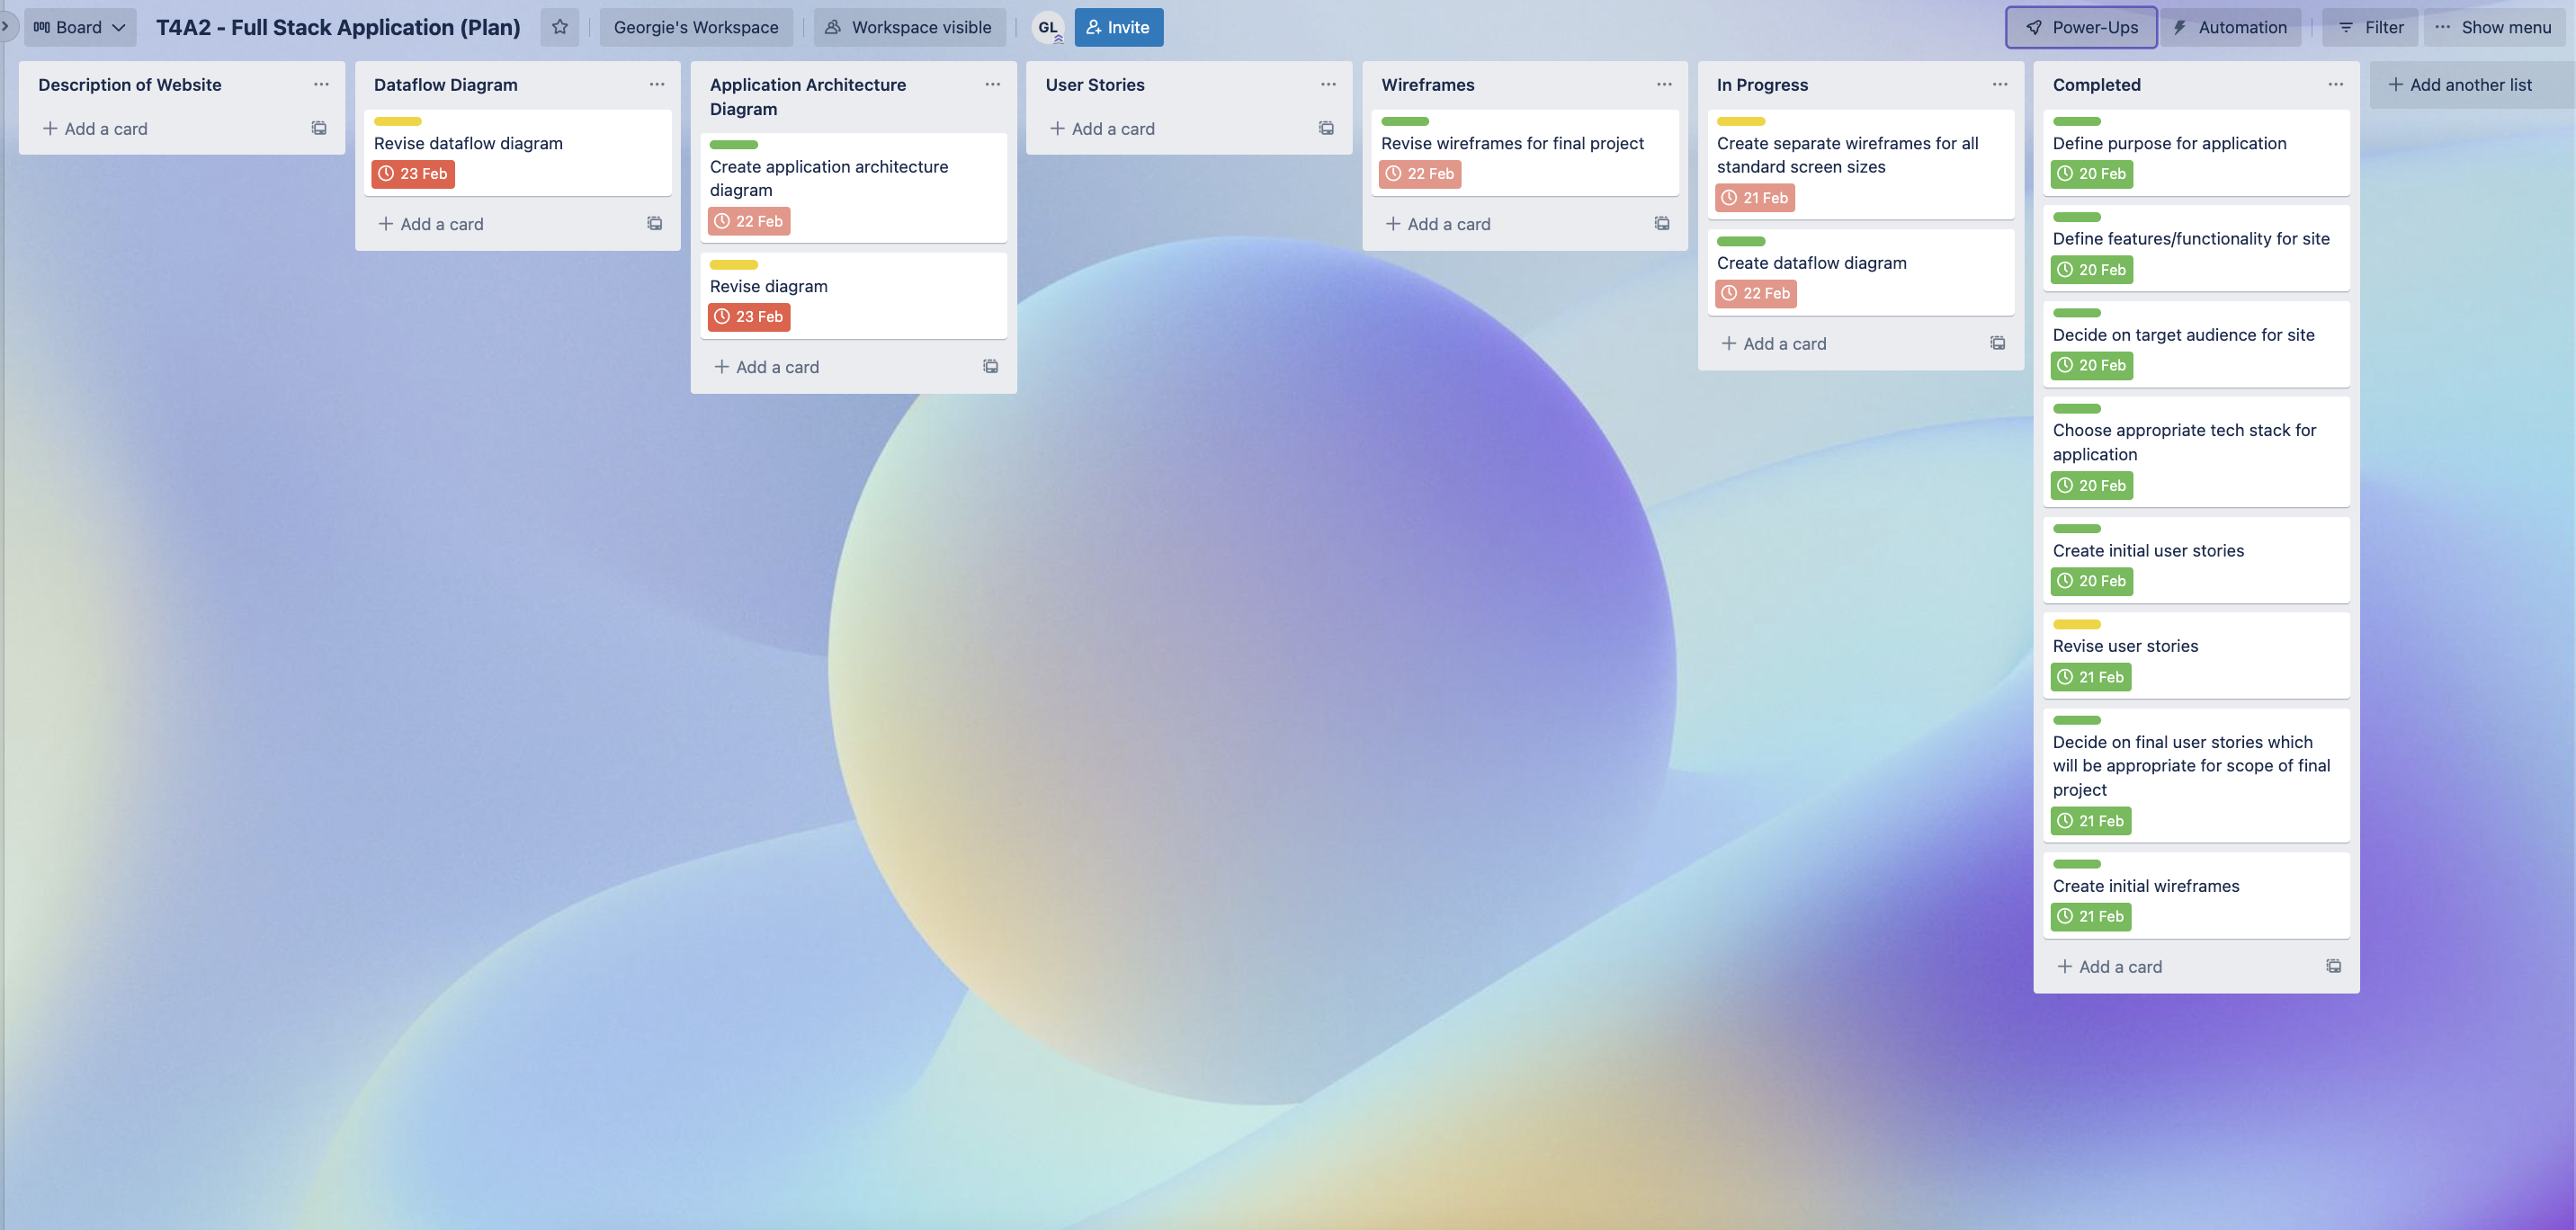 Board
T4A2 - Full Stack Application (Plan)
Georgie's Workspace
Workspace visible
GL
Invite
Power-Ups
Automation
Filter
Show menu
Description of Website
Add a card
Dataflow Diagram
Revise dataflow diagram
23 Feb
Add a card
Application Architecture
Diagram
Create application architecture
diagram
22 Feb
Revise diagram
23 Feb
Add a card
User Stories
Add a card
Wireframes
Revise wireframes for final project
22 Feb
Add a card
In Progress
Create separate wireframes for all
standard screen sizes
21 Feb
Create dataflow diagram
22 Feb
Add a card
Completed
Define purpose for application
20 Feb
Define features/functionality for site
20 Feb
Decide on target audience for site
20 Feb
Choose appropriate tech stack for
application
20 Feb
Create initial user stories
20 Feb
Revise user stories
21 Feb
Decide on final user stories which
will be appropriate for scope of final
project
21 Feb
Create initial wireframes
21 Feb
Add a card
Add another list